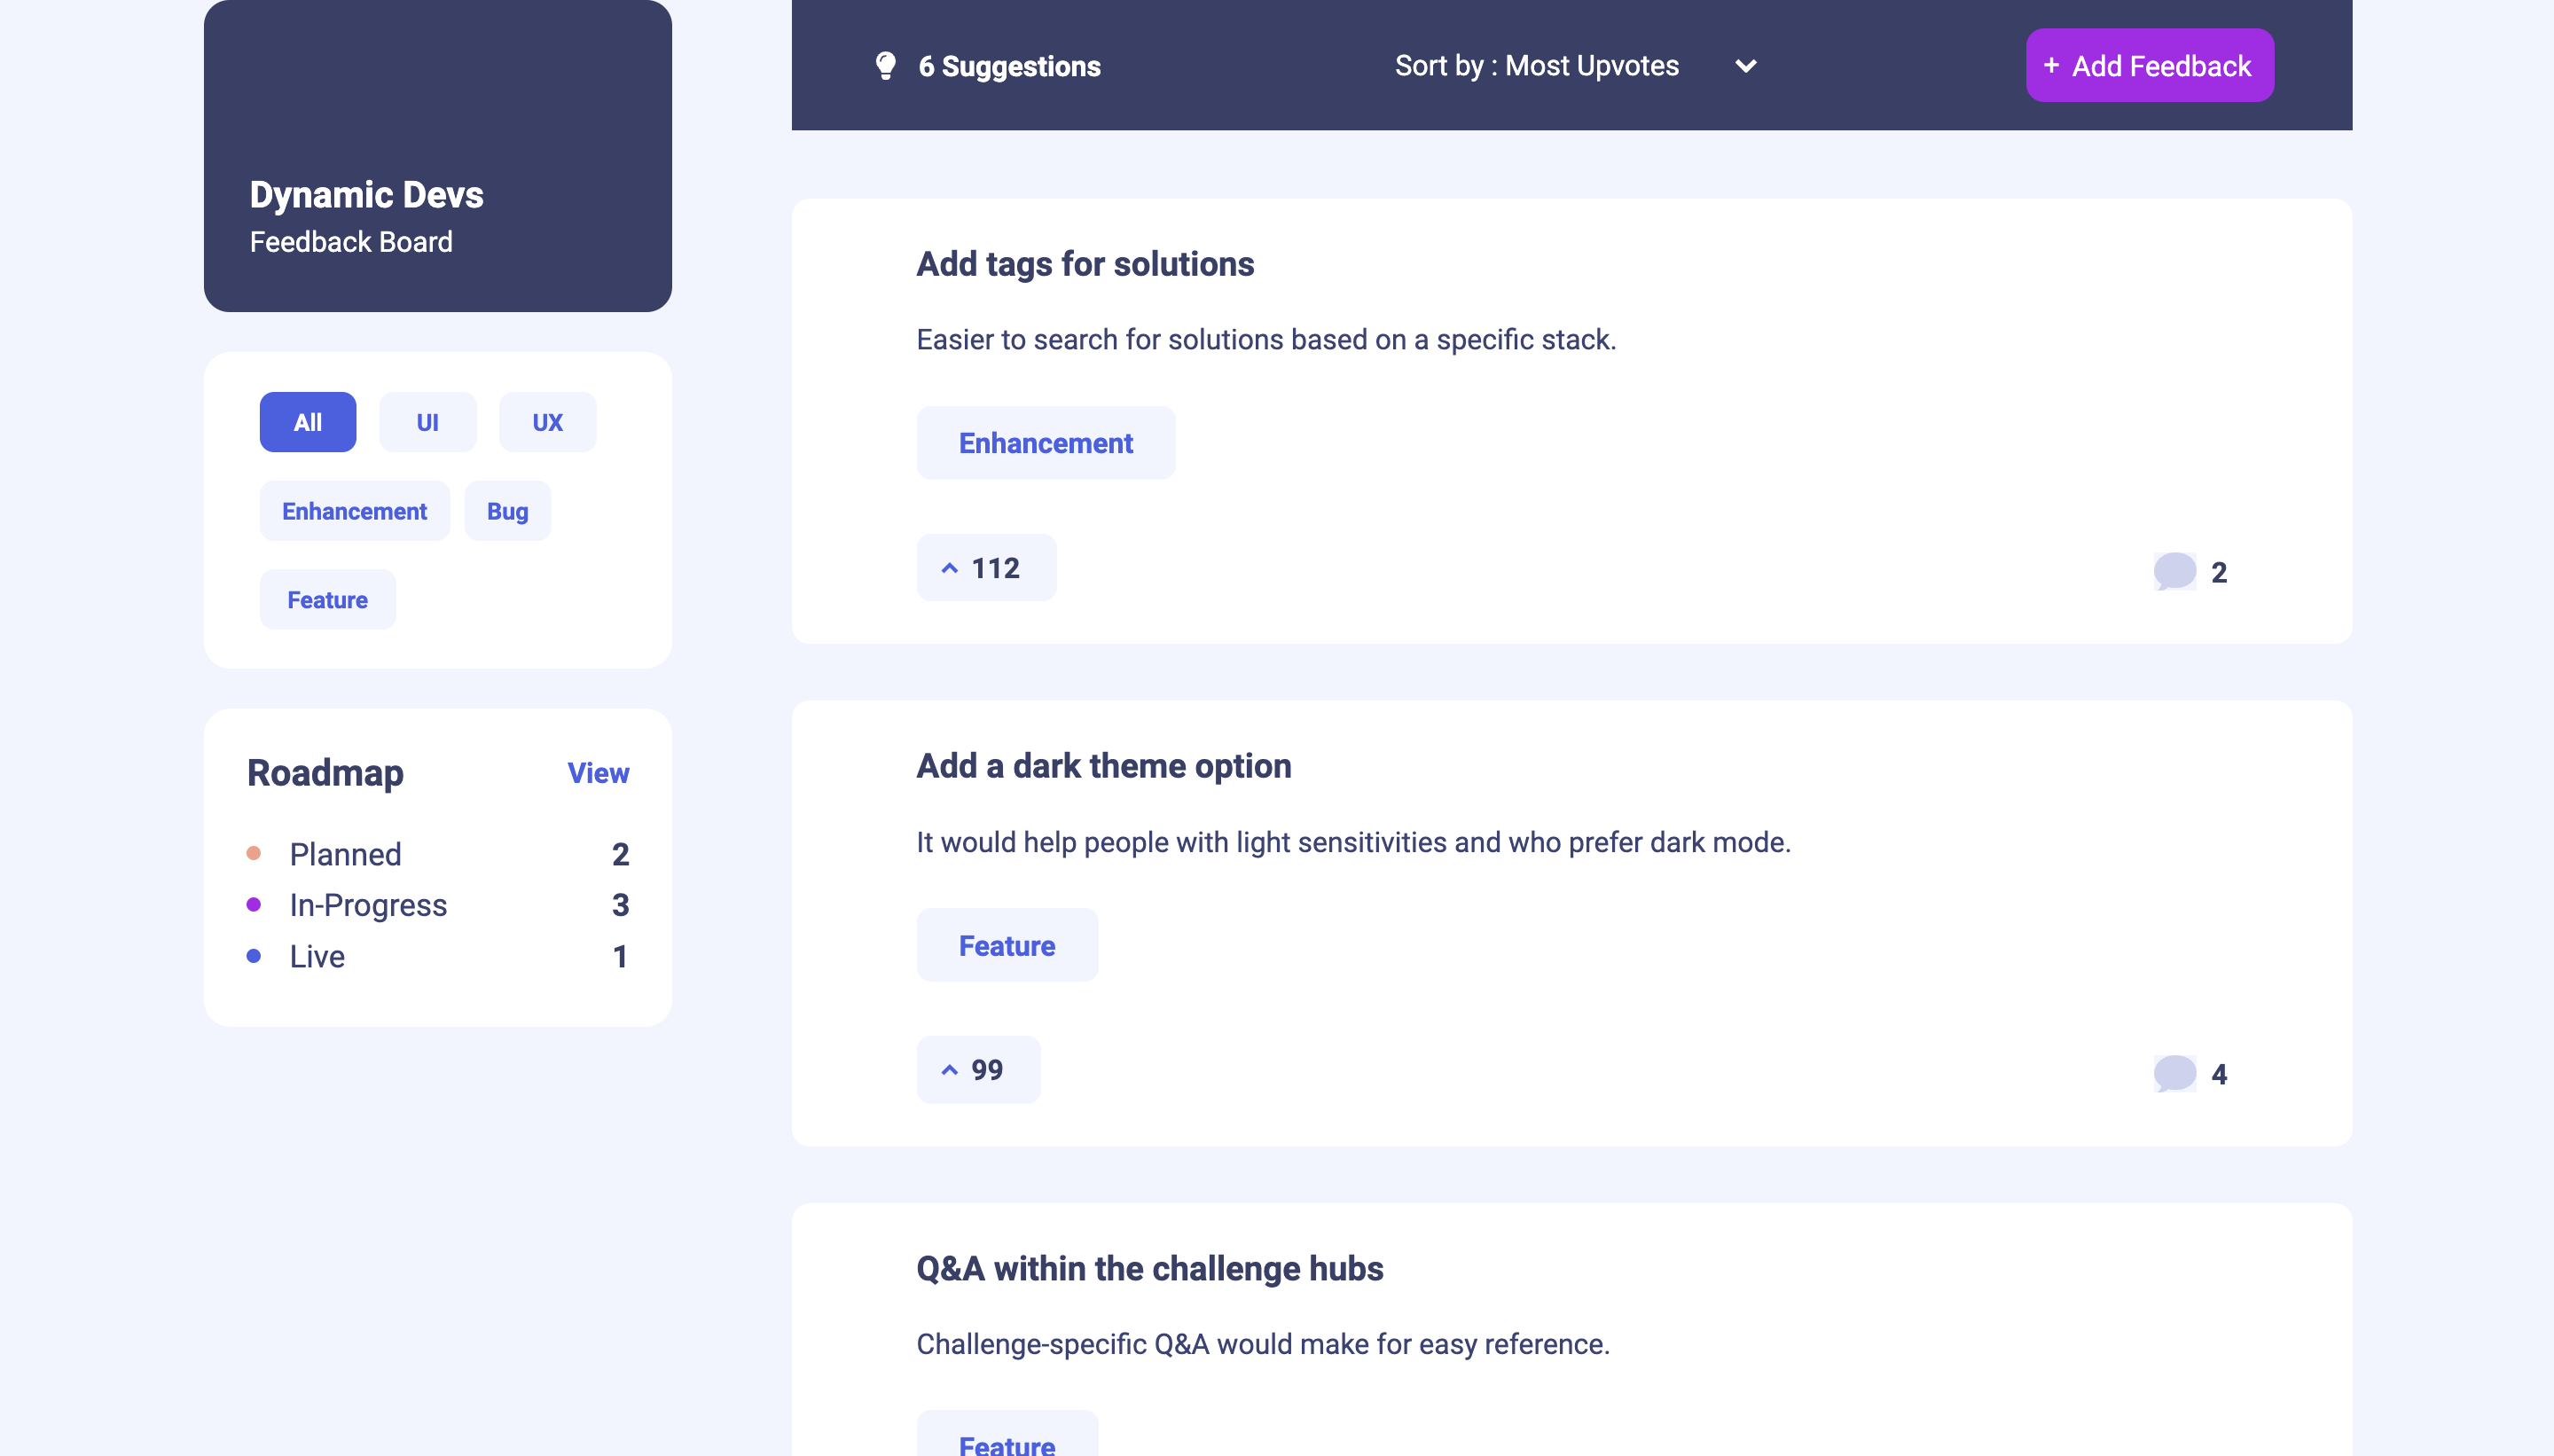 Dynamic Devs
Feedback Board
All
UI
UX
Enhancement
Bug
Feature
Roadmap
View
Planned
2
In-Progress
3
Live
1
6 Suggestions
Sort by : Most Upvotes
+ Add Feedback
Add tags for solutions
Easier to search for solutions based on a specific stack.
Enhancement
112
2
Add a dark theme option
It would help people with light sensitivities and who prefer dark mode.
Feature
99
4
Q&A within the challenge hubs
Challenge-specific Q&A would make for easy reference.
Feature